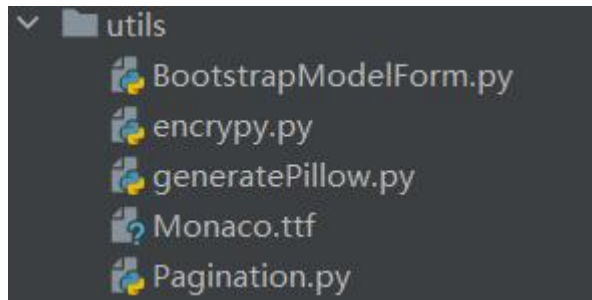 utils
BootstrapModelForm.py
encrypy.py
generatePillow.py
Monaco.ttf
Pagination.py